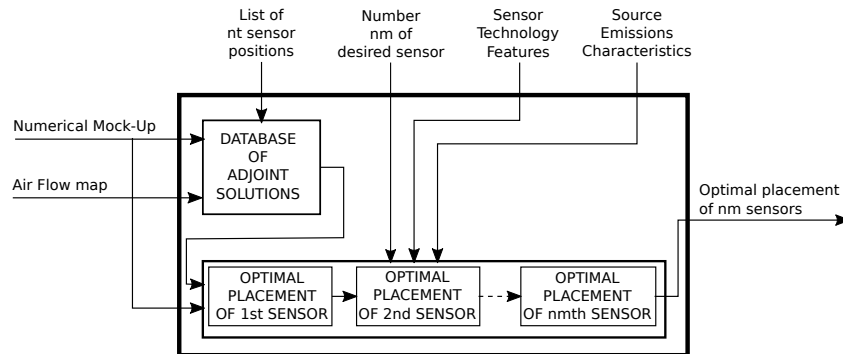 List of
nt sensor
positions
Number
nm of
desired sensor
Sensor
Technology
Features
Source
Emissions
Characteristics
Numerical Mock-Up
Air Flow map
DATABASE
OF
ADJOINT
SOLUTIONS
Optimal placement
of nm sensors
OPTIMAL
PLACEMENT
OF 1st SENSOR
OPTIMAL
PLACEMENT
OF 2nd SENSOR
OPTIMAL
PLACEMENT
OF nmth SENSOR